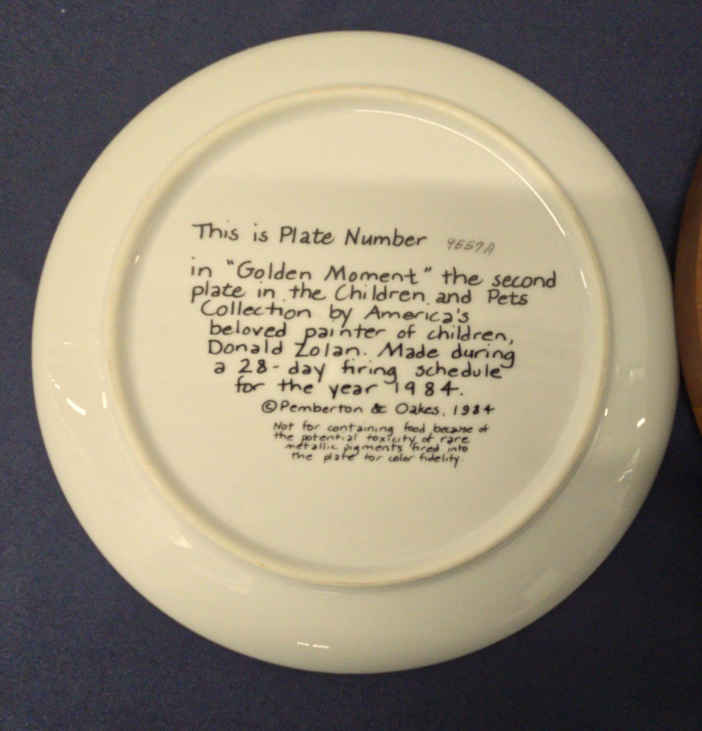 This is Plate Number 9557A
in "Golden Moment" the second
plate in the Children and Pets
Collection by America's
beloved painter of children,
Donald Zolan. Made during
a 28-day firing schedule
for the year 1984.
©Pemberton & Oakes, 1984
Not for containing food because of
the potential toxicity of rare
metallic pigments fired into
the plate for color fidelity